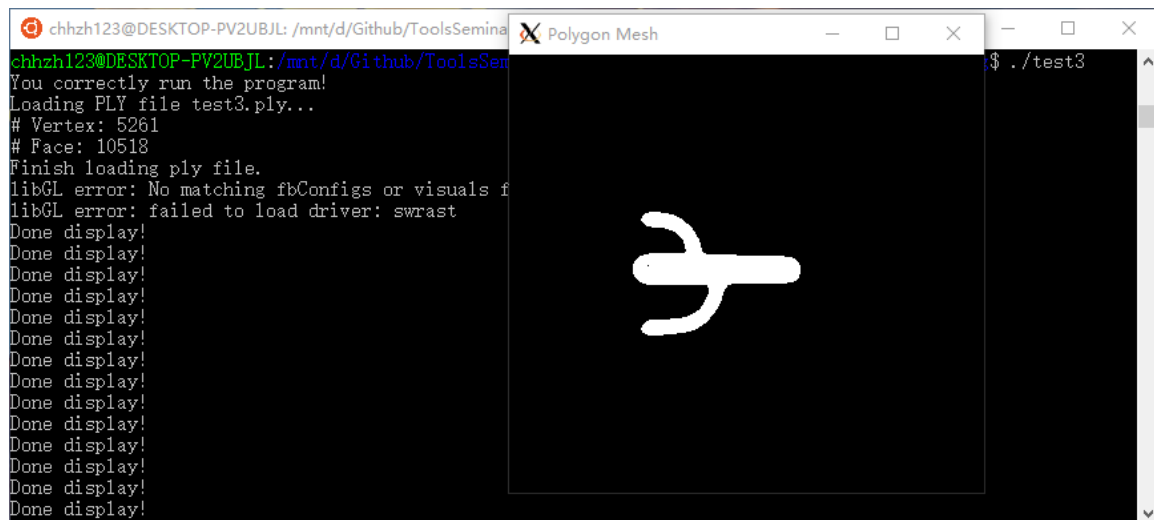 chhzh123@DESKTOP-PV2UBJL: /mnt/d/Github/ToolsSemina
Polygon Mesh
chhzh123@DESKTOP-PV2UBJL:/mnt/d/Github/ToolsSem $ ./test3
You correctly run the program!
Loading PLY file test3.ply...
# Vertex: 5261
# Face: 10518
Finish loading ply file.
libGL error: No matching fbConfigs or visuals f
libGL error: failed to load driver: swrast
Done display!
Done display!
Done display!
Done display!
Done display!
Done display!
Done display!
Done display!
Done display!
Done display!
Done display!
Done display!
Done display!
Done display!